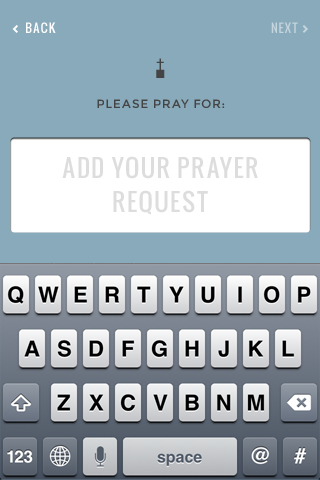 BACK NEXT
PLEASE PRAY FOR:
ADD YOUR PRAYER
REQUEST
Q W E R T Y U I O P
A S D F G H J K L
Z X C V B N M
123 space @ #